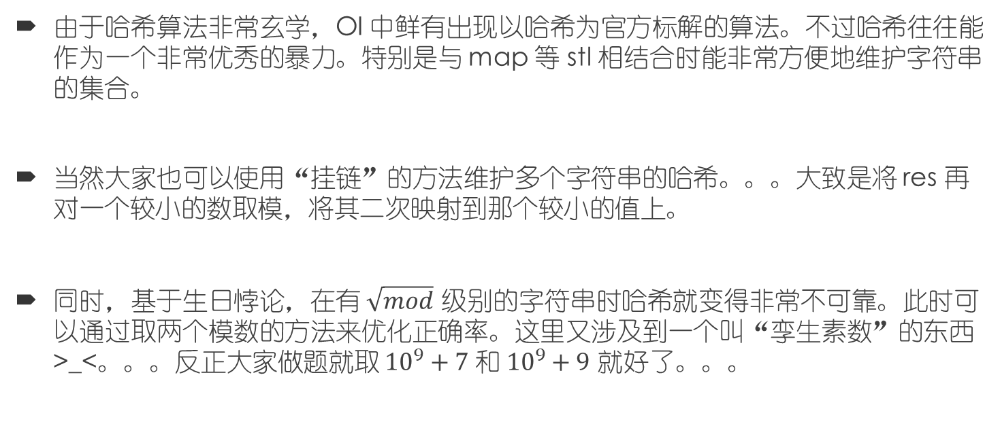 由于哈希算法非常玄学，OI 中鲜有出现以哈希为官方标解的算法。不过哈希往往能
作为一个非常优秀的暴力。特别是与 map 等 stl 相结合时能非常方便地维护字符串
的集合。
当然大家也可以使用“挂链”的方法维护多个字符串的哈希。。。大致是将 res 再
对一个较小的数取模，将其二次映射到那个较小的值上。
同时，基于生日悖论，在有 √mod 级别的字符串时哈希就变得非常不可靠。此时可
以通过取两个模数的方法来优化正确率。这里又涉及到一个叫“孪生素数”的东西
>_<。。。反正大家做题就取 10⁹ + 7 和 10⁹ + 9 就好了。。。